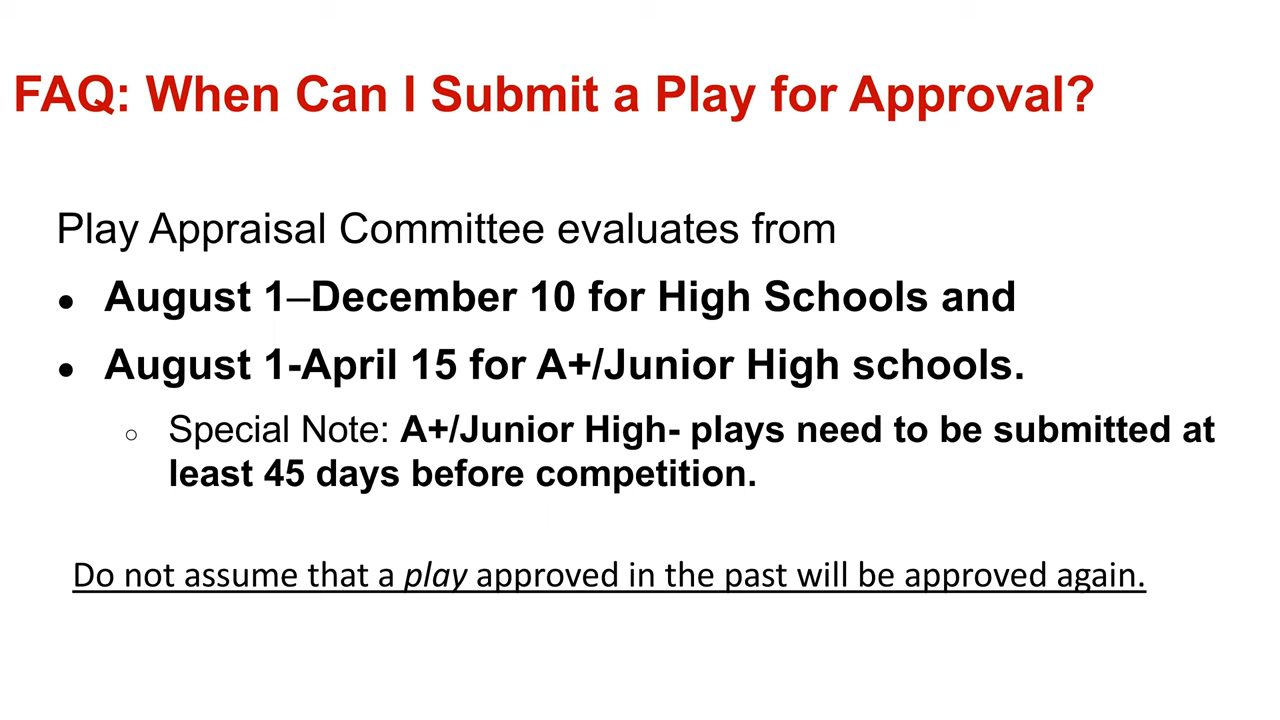 FAQ: When Can I Submit a Play for Approval?
Play Appraisal Committee evaluates from
● August 1–December 10 for High Schools and
● August 1-April 15 for A+/Junior High schools.
○ Special Note: A+/Junior High- plays need to be submitted at
least 45 days before competition.
Do not assume that a play approved in the past will be approved again.